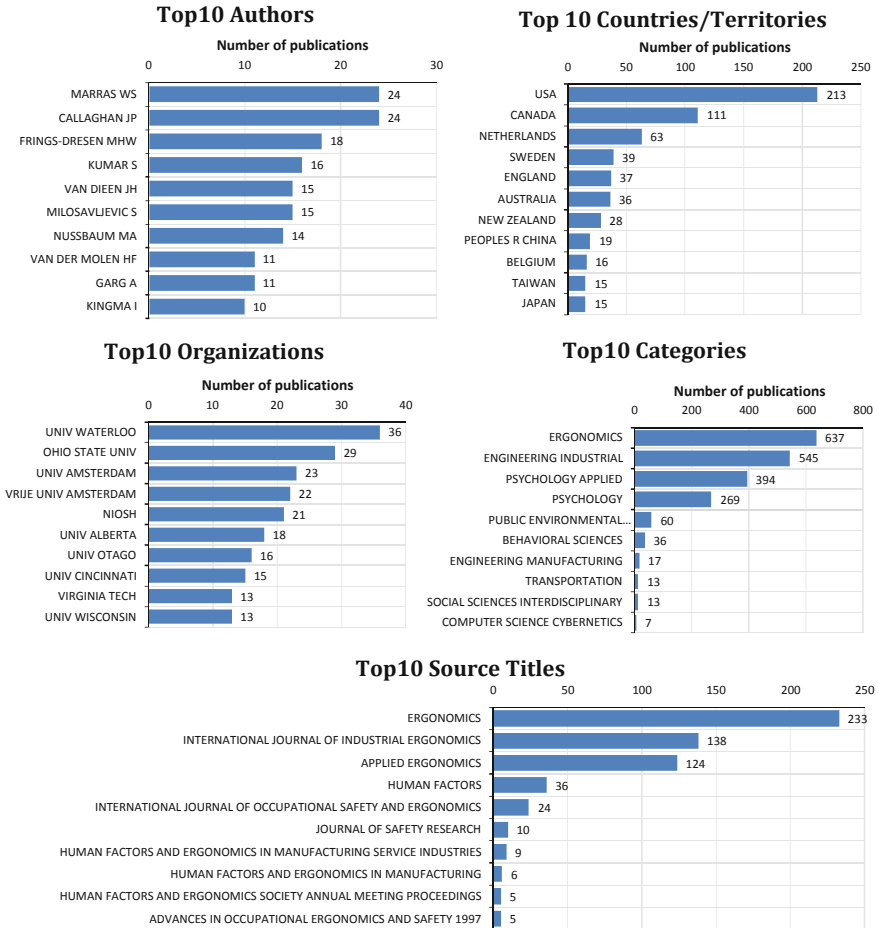 Top10 Authors
Number of publications
0 10 20 30
MARRAS WS 24
CALLAGHAN JP 24
FRINGS-DRESEN MHW 18
KUMAR S 16
VAN DIEEN JH 15
MILOSAVLJEVIC S 15
NUSSBAUM MA 14
VAN DER MOLEN HF 11
GARG A 11
KINGMA I 10
Top 10 Countries/Territories
Number of publications
0 50 100 150 200 250
USA 213
CANADA 111
NETHERLANDS 63
SWEDEN 39
ENGLAND 37
AUSTRALIA 36
NEW ZEALAND 28
PEOPLES R CHINA 19
BELGIUM 16
TAIWAN 15
JAPAN 15
Top10 Organizations
Number of publications
0 10 20 30 40
UNIV WATERLOO 36
OHIO STATE UNIV 29
UNIV AMSTERDAM 23
VRIJE UNIV AMSTERDAM 22
NIOSH 21
UNIV ALBERTA 18
UNIV OTAGO 16
UNIV CINCINNATI 15
VIRGINIA TECH 13
UNIV WISCONSIN 13
Top10 Categories
Number of publications
0 200 400 600 800
ERGONOMICS 637
ENGINEERING INDUSTRIAL 545
PSYCHOLOGY APPLIED 394
PSYCHOLOGY 269
PUBLIC ENVIRONMENTAL... 60
BEHAVIORAL SCIENCES 36
ENGINEERING MANUFACTURING 17
TRANSPORTATION 13
SOCIAL SCIENCES INTERDISCIPLINARY 13
COMPUTER SCIENCE CYBERNETICS 7
Top10 Source Titles
0 50 100 150 200 250
ERGONOMICS 233
INTERNATIONAL JOURNAL OF INDUSTRIAL ERGONOMICS 138
APPLIED ERGONOMICS 124
HUMAN FACTORS 36
INTERNATIONAL JOURNAL OF OCCUPATIONAL SAFETY AND ERGONOMICS 24
JOURNAL OF SAFETY RESEARCH 10
HUMAN FACTORS AND ERGONOMICS IN MANUFACTURING SERVICE INDUSTRIES 9
HUMAN FACTORS AND ERGONOMICS IN MANUFACTURING 6
HUMAN FACTORS AND ERGONOMICS SOCIETY ANNUAL MEETING PROCEEDINGS 5
ADVANCES IN OCCUPATIONAL ERGONOMICS AND SAFETY 1997 5